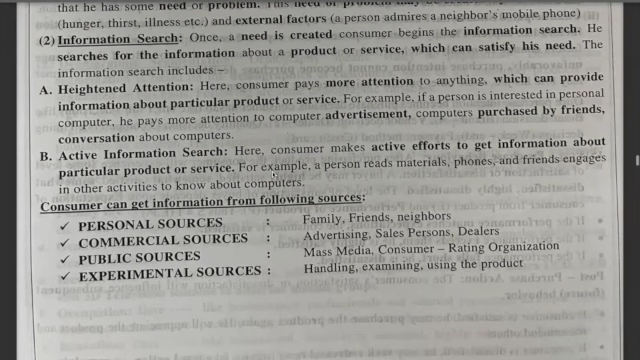 that he has some need or problem. This need or problem may be
(hunger, thirst, illness etc.) and external factors (a person admires a neighbor's mobile phone)
(2) Information Search: Once, a need is created consumer begins the information search. He
searches for the information about a product or service, which can satisfy his need. The
information search includes –
A. Heightened Attention: Here, consumer pays more attention to anything, which can provide
information about particular product or service. For example, if a person is interested in personal
computer, he pays more attention to computer advertisement, computers purchased by friends,
conversation about computers.
B. Active Information Search: Here, consumer makes active efforts to get information about
particular product or service. For example, a person reads materials, phones, and friends engages
in other activities to know about computers.
Consumer can get information from following sources:
✓ PERSONAL SOURCES : Family, Friends, neighbors
✓ COMMERCIAL SOURCES : Advertising, Sales Persons, Dealers
✓ PUBLIC SOURCES : Mass Media, Consumer – Rating Organization
✓ EXPERIMENTAL SOURCES : Handling, examining, using the product